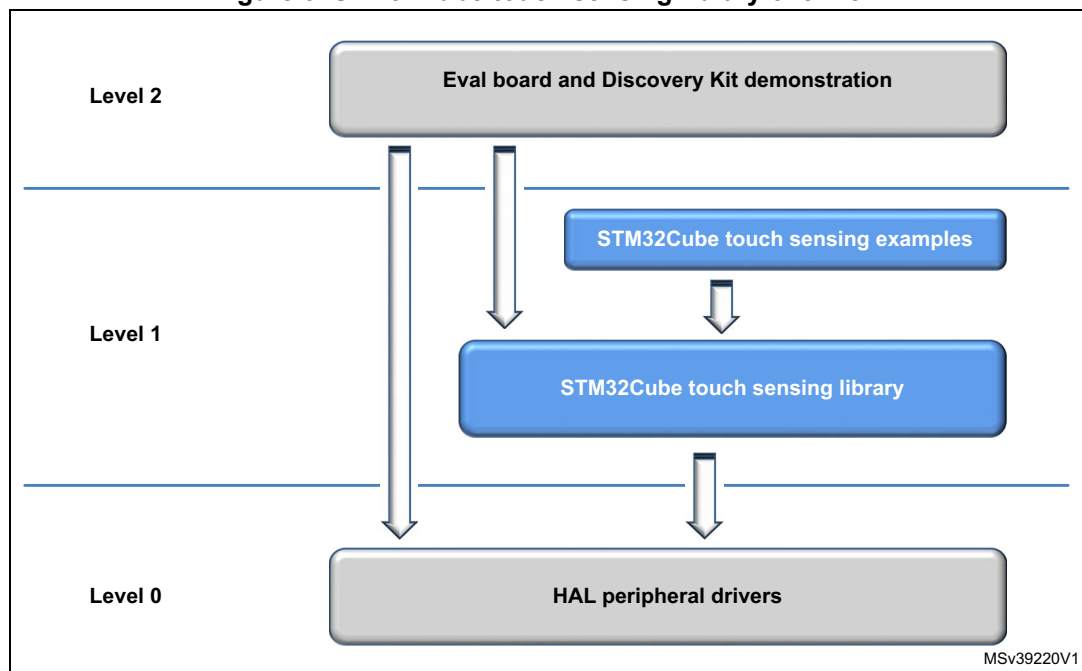 Level 2
Eval board and Discovery Kit demonstration
STM32Cube touch sensing examples
Level 1
STM32Cube touch sensing library
Level 0
HAL peripheral drivers
MSv39220V1